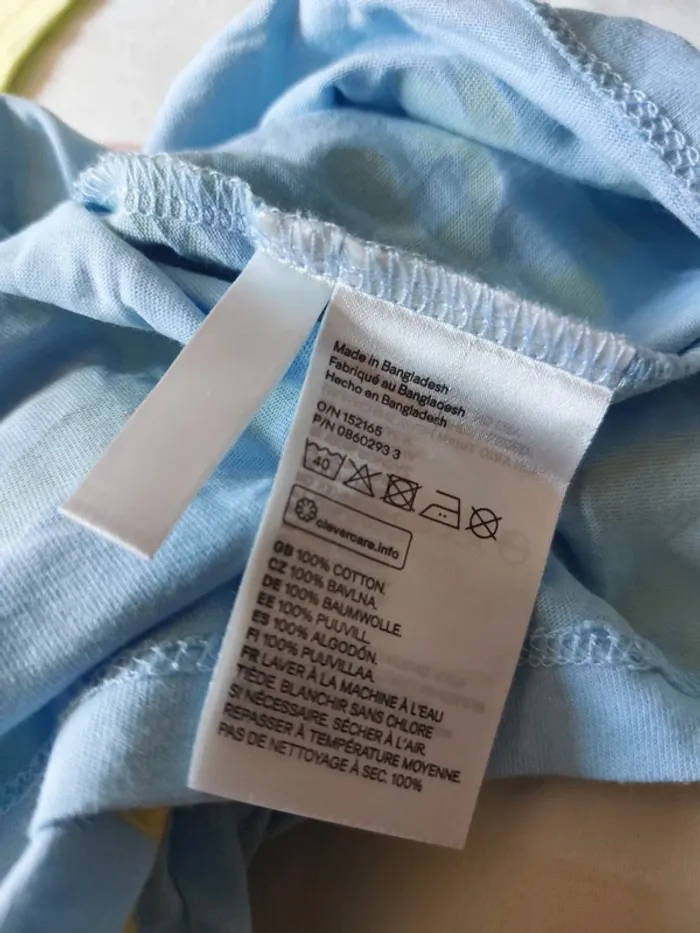 Made in Bangladesh
Fabriqué au Bangladesh
Hecho en Bangladesh
O/N 152165
P/N 0860293 3
40
clevercare.info
GB 100% COTTON.
CZ 100% BAVLNA.
DE 100% BAUMWOLLE.
EE 100% PUUVILL.
ES 100% ALGODÓN.
FI 100% PUUVILLAA.
FR LAVER À LA MACHINE À L'EAU
TIÈDE. BLANCHIR SANS CHLORE
SI NÉCESSAIRE. SÉCHER À L'AIR.
REPASSER À TEMPÉRATURE MOYENNE.
PAS DE NETTOYAGE À SEC. 100%